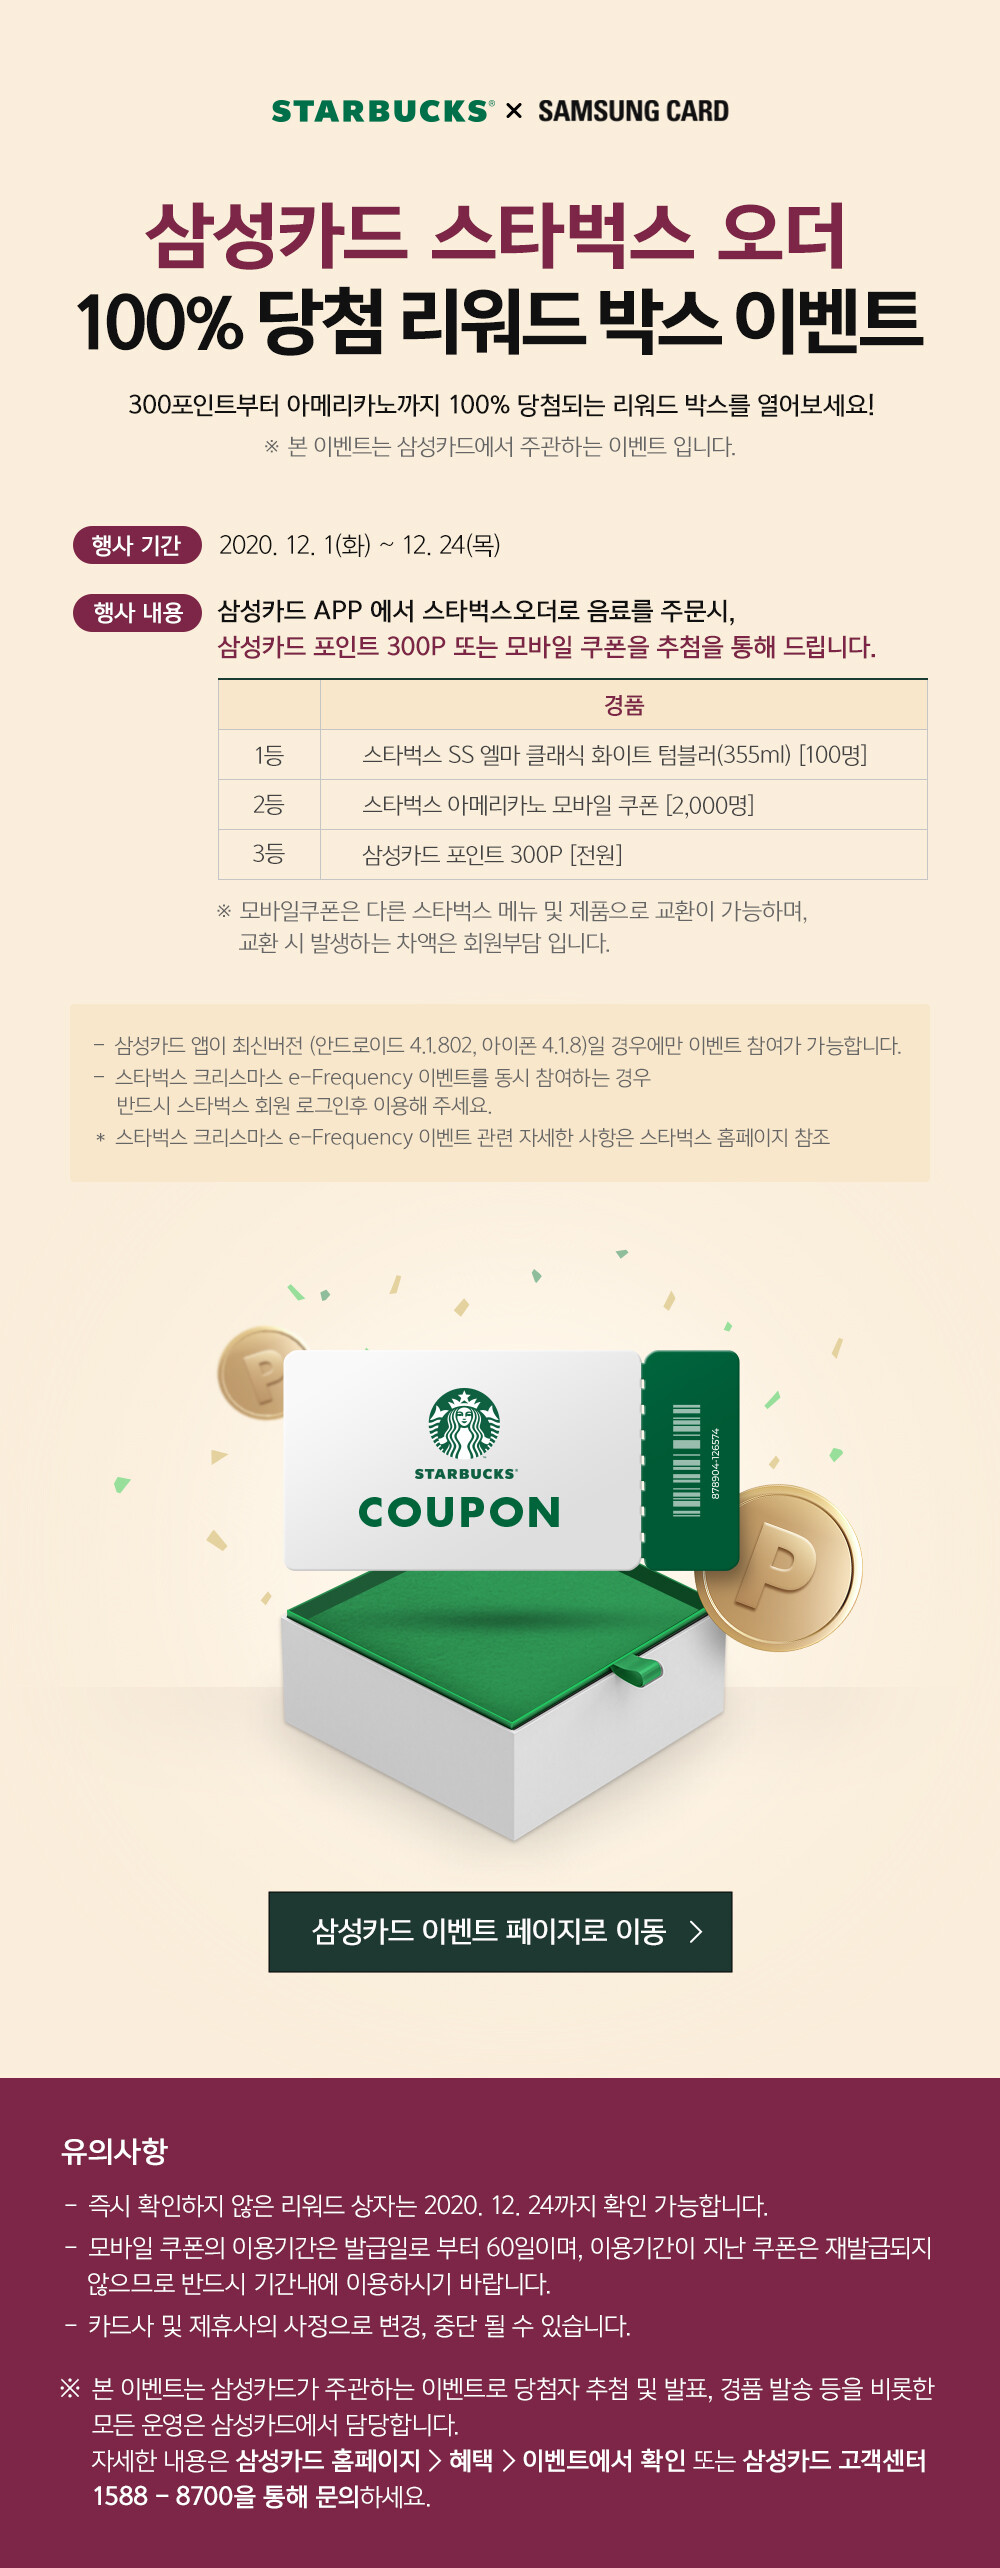 STARBUCKS® × SAMSUNG CARD
삼성카드 스타벅스 오더
100% 당첨 리워드 박스 이벤트
300포인트부터 아메리카노까지 100% 당첨되는 리워드 박스를 열어보세요!
※ 본 이벤트는 삼성카드에서 주관하는 이벤트 입니다.
행사 기간 2020. 12. 1(화) ~ 12. 24(목)
행사 내용 삼성카드 APP 에서 스타벅스오더로 음료를 주문시,
삼성카드 포인트 300P 또는 모바일 쿠폰을 추첨을 통해 드립니다.
경품
1등 스타벅스 SS 엘마 클래식 화이트 텀블러(355ml) [100명]
2등 스타벅스 아메리카노 모바일 쿠폰 [2,000명]
3등 삼성카드 포인트 300P [전원]
※ 모바일쿠폰은 다른 스타벅스 메뉴 및 제품으로 교환이 가능하며,
교환 시 발생하는 차액은 회원부담 입니다.
- 삼성카드 앱이 최신버전 (안드로이드 4.1.802, 아이폰 4.1.8)일 경우에만 이벤트 참여가 가능합니다.
- 스타벅스 크리스마스 e-Frequency 이벤트를 동시 참여하는 경우
반드시 스타벅스 회원 로그인후 이용해 주세요.
* 스타벅스 크리스마스 e-Frequency 이벤트 관련 자세한 사항은 스타벅스 홈페이지 참조
P
STARBUCKS
COUPON
878904-126574
P
삼성카드 이벤트 페이지로 이동 >
유의사항
- 즉시 확인하지 않은 리워드 상자는 2020. 12. 24까지 확인 가능합니다.
- 모바일 쿠폰의 이용기간은 발급일로 부터 60일이며, 이용기간이 지난 쿠폰은 재발급되지
않으므로 반드시 기간내에 이용하시기 바랍니다.
- 카드사 및 제휴사의 사정으로 변경, 중단 될 수 있습니다.
※ 본 이벤트는 삼성카드가 주관하는 이벤트로 당첨자 추첨 및 발표, 경품 발송 등을 비롯한
모든 운영은 삼성카드에서 담당합니다.
자세한 내용은 삼성카드 홈페이지 > 혜택 > 이벤트에서 확인 또는 삼성카드 고객센터
1588 - 8700을 통해 문의하세요.